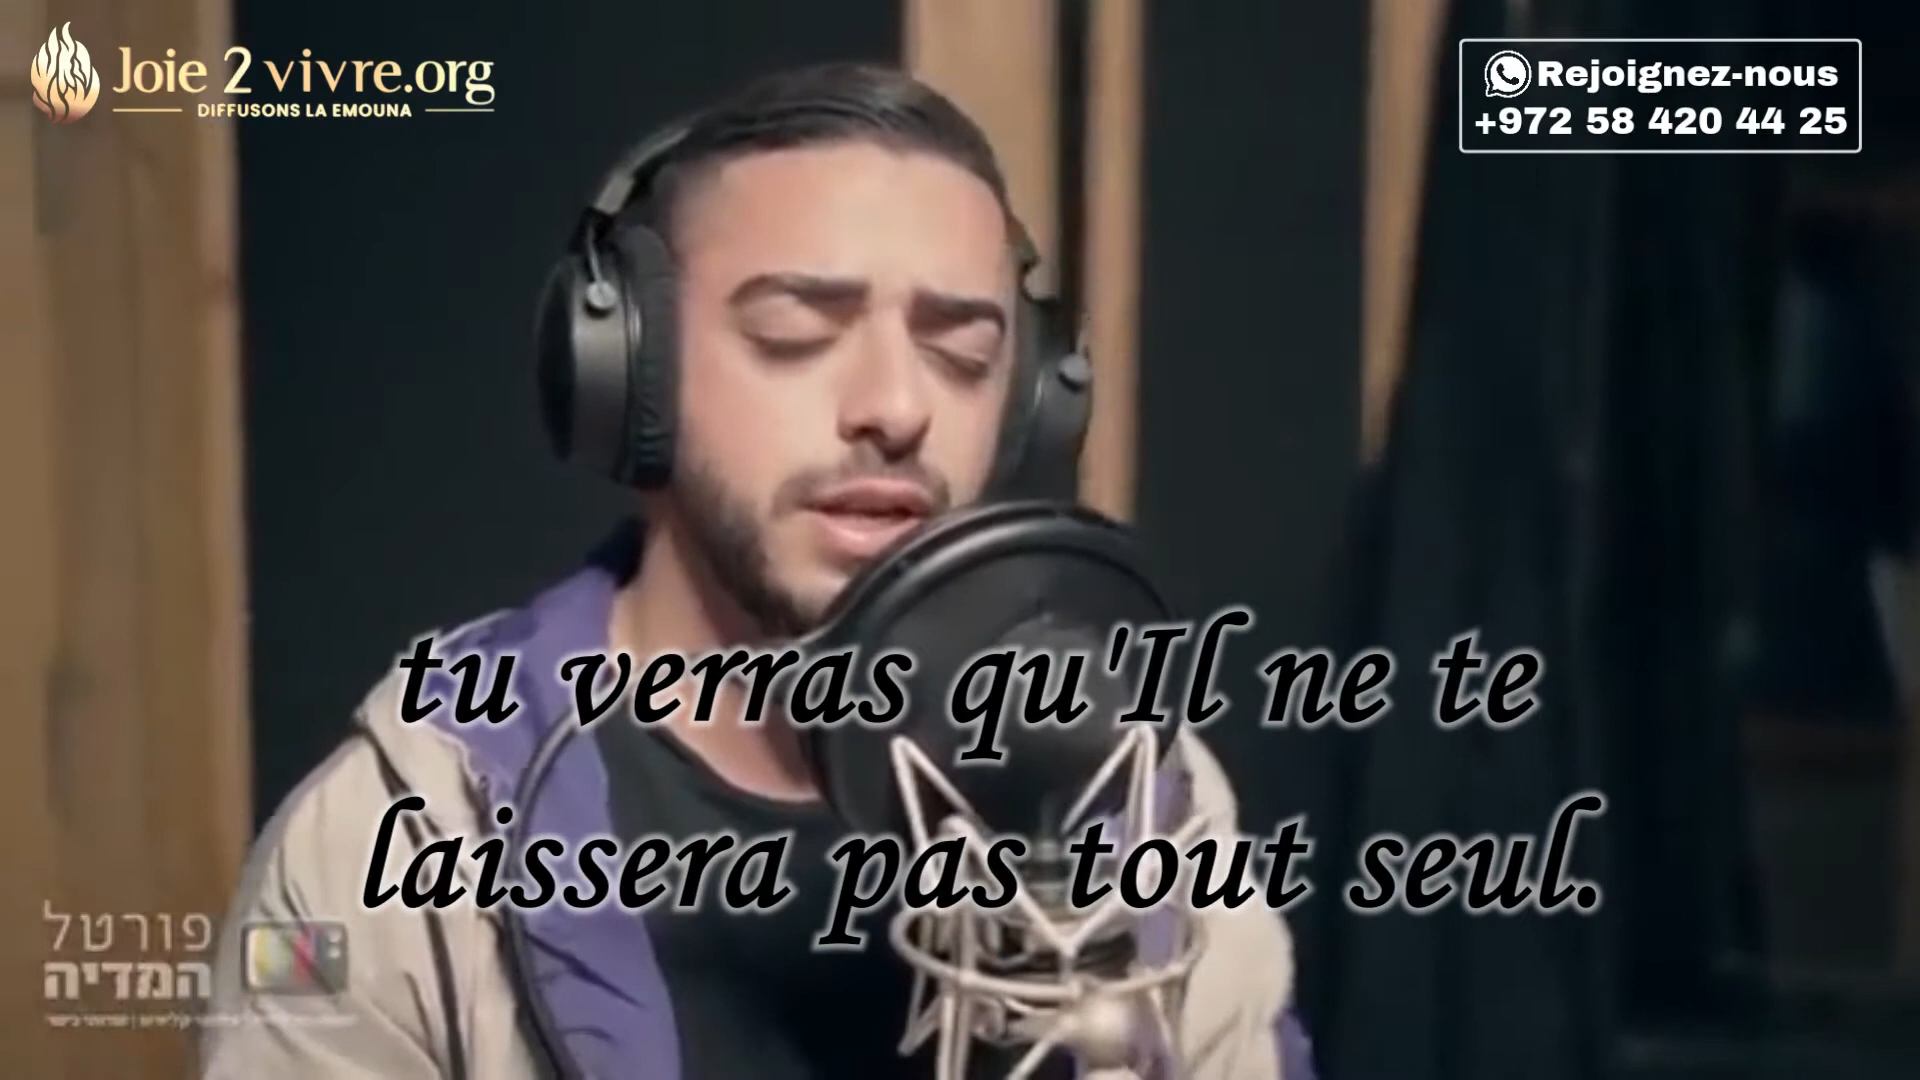 Joie 2 vivre.org
DIFFUSONS LA EMOUNA
Rejoignez-nous
+972 58 420 44 25
tu verras qu'Il ne te
laissera pas tout seul.
פורטל
המדיה